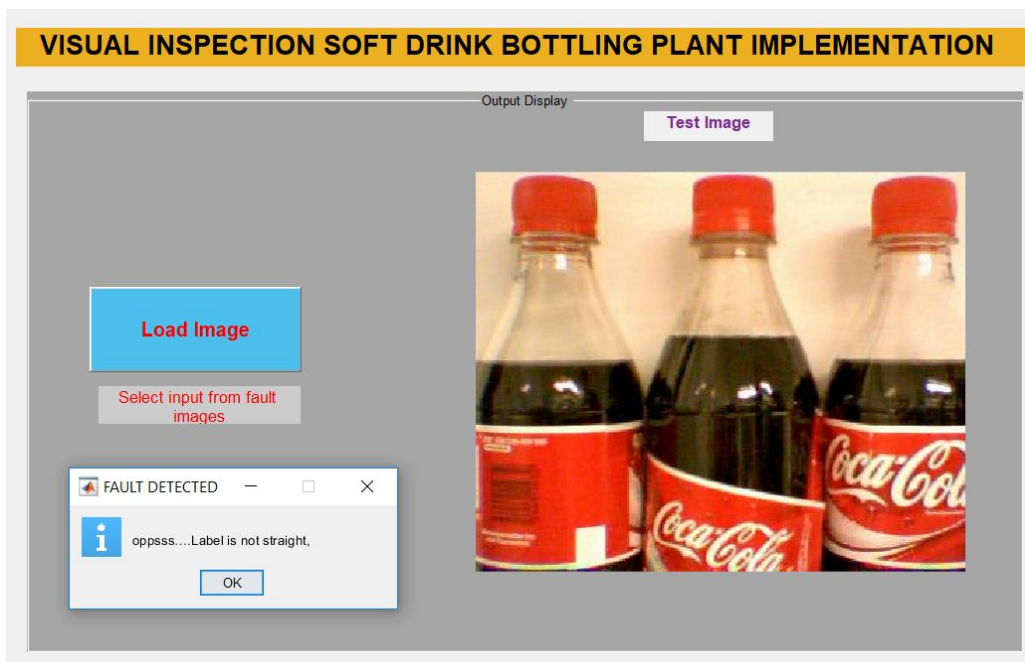 VISUAL INSPECTION SOFT DRINK BOTTLING PLANT IMPLEMENTATION
Output Display
Test Image
Load Image
Select input from fault
images
FAULT DETECTED
oppsss....Label is not straight,
OK
Coca-Cola
Coca-Col